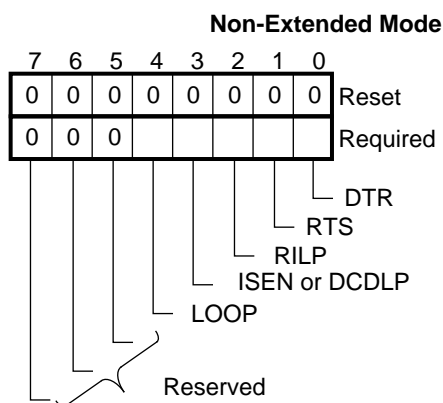 Non-Extended Mode
7 6 5 4 3 2 1 0
0 0 0 0 0 0 0 0 Reset
0 0 0 Required
DTR
RTS
RILP
ISEN or DCDLP
LOOP
Reserved